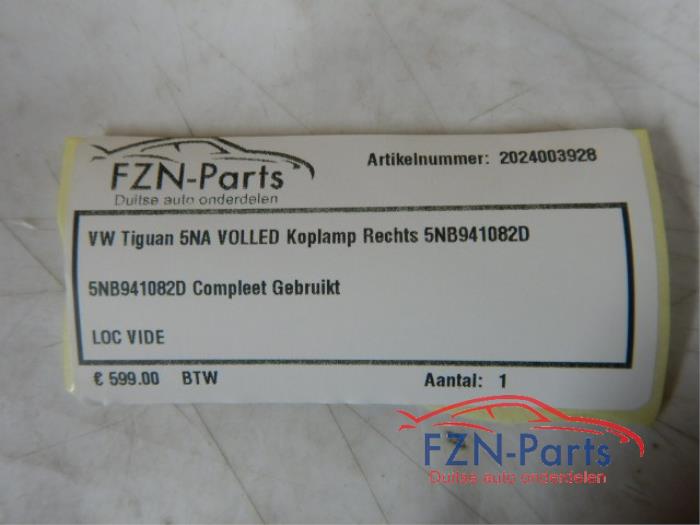 FZN-Parts
Duitse auto onderdelen
Artikelnummer: 2024003928
VW Tiguan 5NA VOLLED Koplamp Rechts 5NB941082D
5NB941082D Compleet Gebruikt
LOC VIDE
€ 599.00 BTW Aantal: 1
FZN-Parts
Duitse auto onderdelen